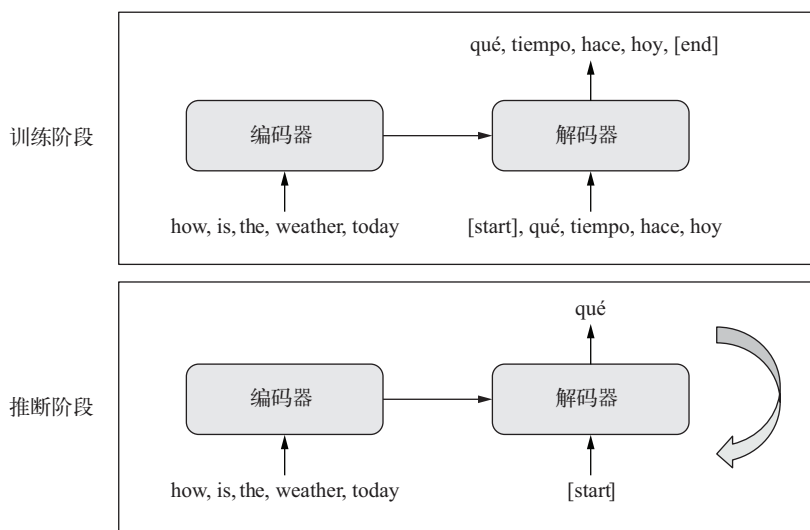 qué, tiempo, hace, hoy, [end]
训练阶段
编码器
解码器
how, is, the, weather, today
[start], qué, tiempo, hace, hoy
qué
推断阶段
编码器
解码器
how, is, the, weather, today
[start]